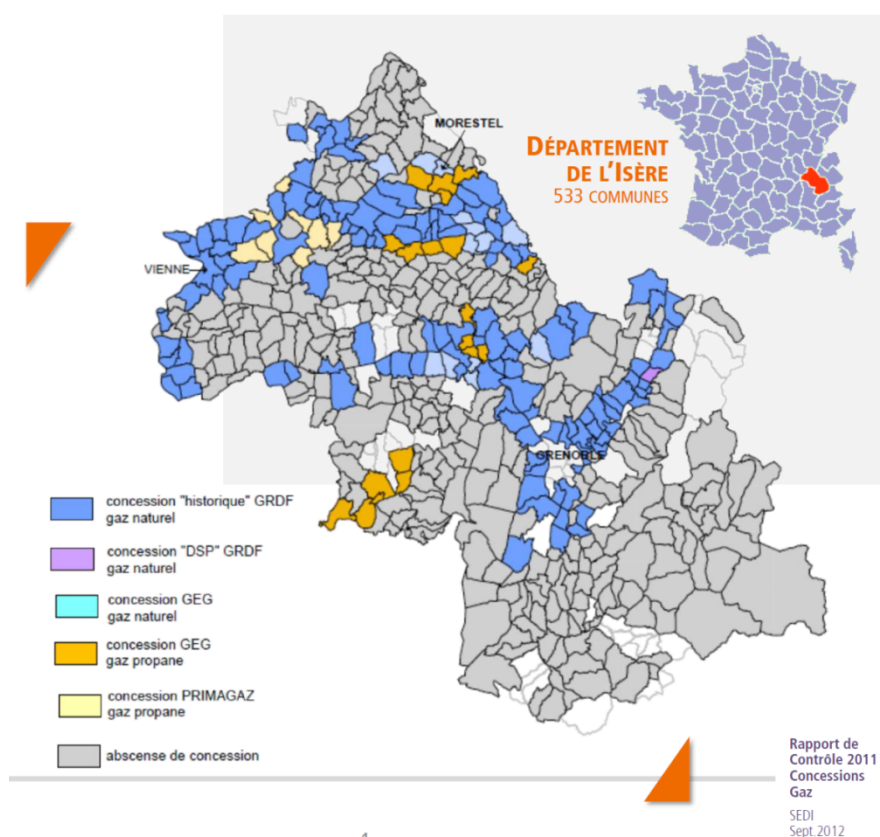 MORESTEL
DÉPARTEMENT
DE L'ISÈRE
533 COMMUNES
VIENNE
GRENOBLE
concession "historique" GRDF
gaz naturel
concession "DSP" GRDF
gaz naturel
concession GEG
gaz naturel
concession GEG
gaz propane
concession PRIMAGAZ
gaz propane
abscense de concession
Rapport de
Contrôle 2011
Concessions
Gaz
SEDI
Sept.2012